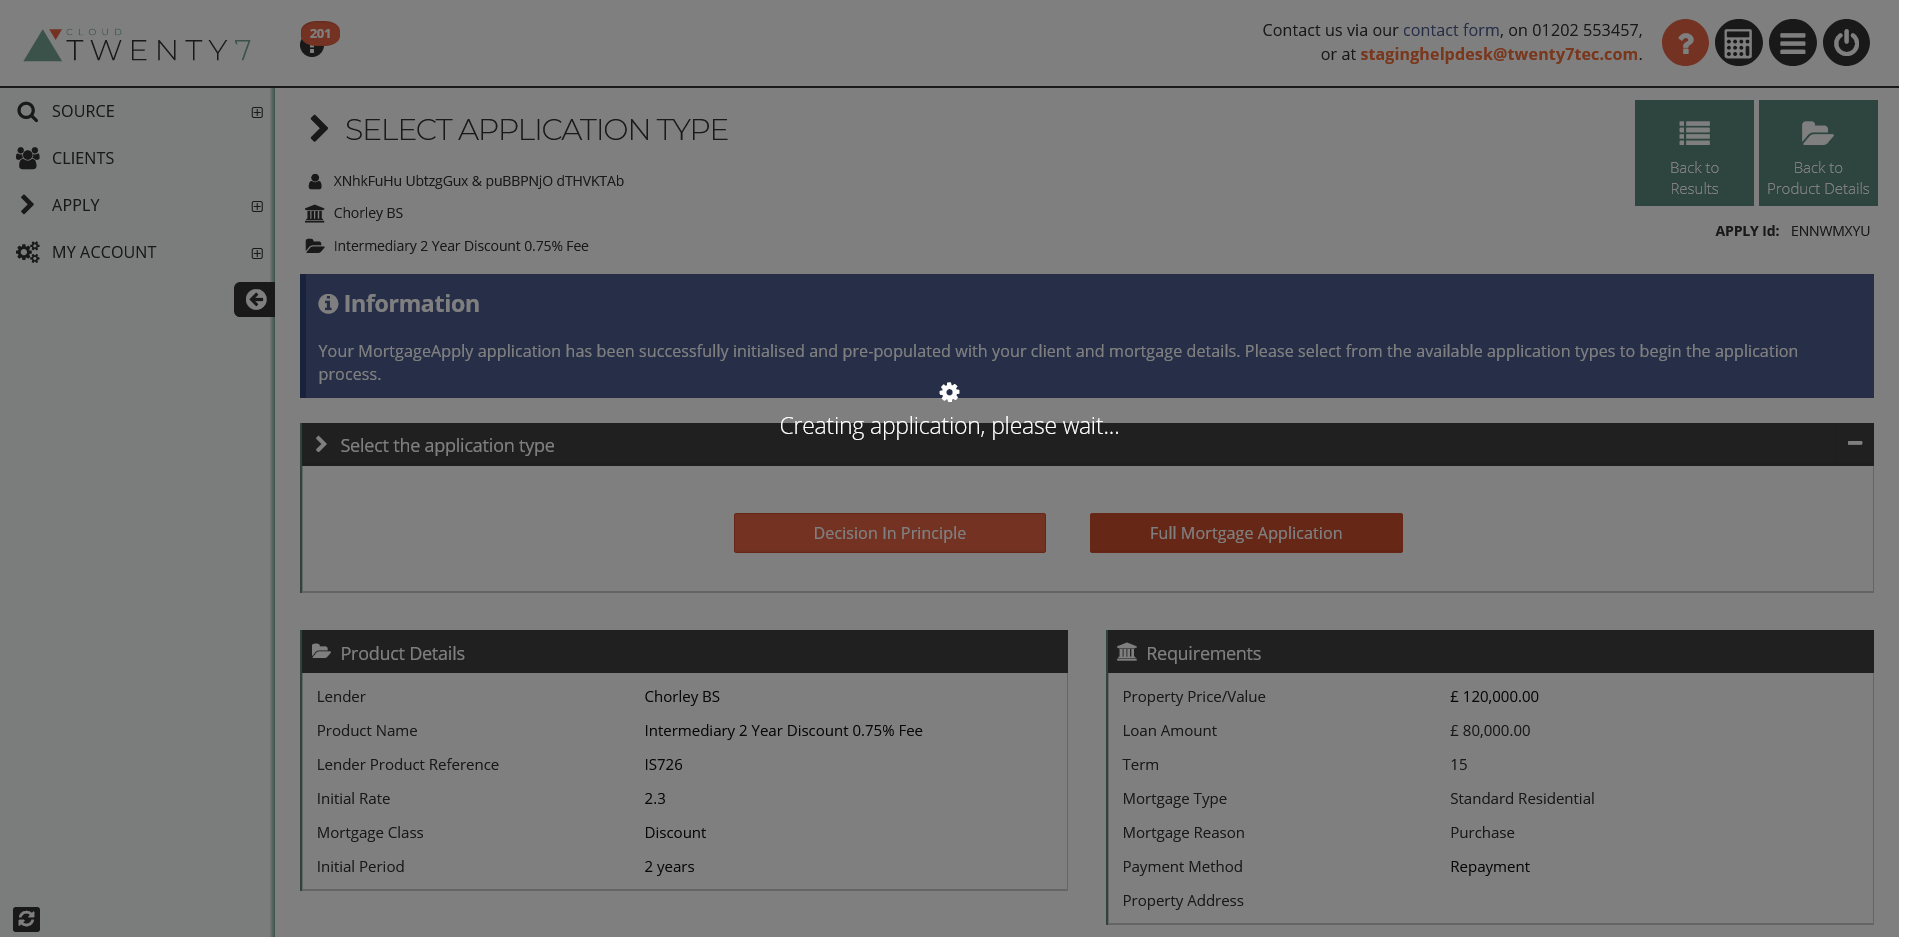 CLOUD
TWENTY7
201
Contact us via our contact form, on 01202 553457,
or at staginghelpdesk@twenty7tec.com.
SOURCE
CLIENTS
APPLY
MY ACCOUNT
SELECT APPLICATION TYPE
XNhkFuHu UbtzgGux & puBBPNjO dTHVKTAb
Chorley BS
Intermediary 2 Year Discount 0.75% Fee
Back to
Results
Back to
Product Details
APPLY Id: ENNWMXYU
Information
Your MortgageApply application has been successfully initialised and pre-populated with your client and mortgage details. Please select from the available application types to begin the application
process.
Creating application, please wait...
Select the application type
Decision In Principle
Full Mortgage Application
Product Details
Lender Chorley BS
Product Name Intermediary 2 Year Discount 0.75% Fee
Lender Product Reference IS726
Initial Rate 2.3
Mortgage Class Discount
Initial Period 2 years
Requirements
Property Price/Value £ 120,000.00
Loan Amount £ 80,000.00
Term 15
Mortgage Type Standard Residential
Mortgage Reason Purchase
Payment Method Repayment
Property Address